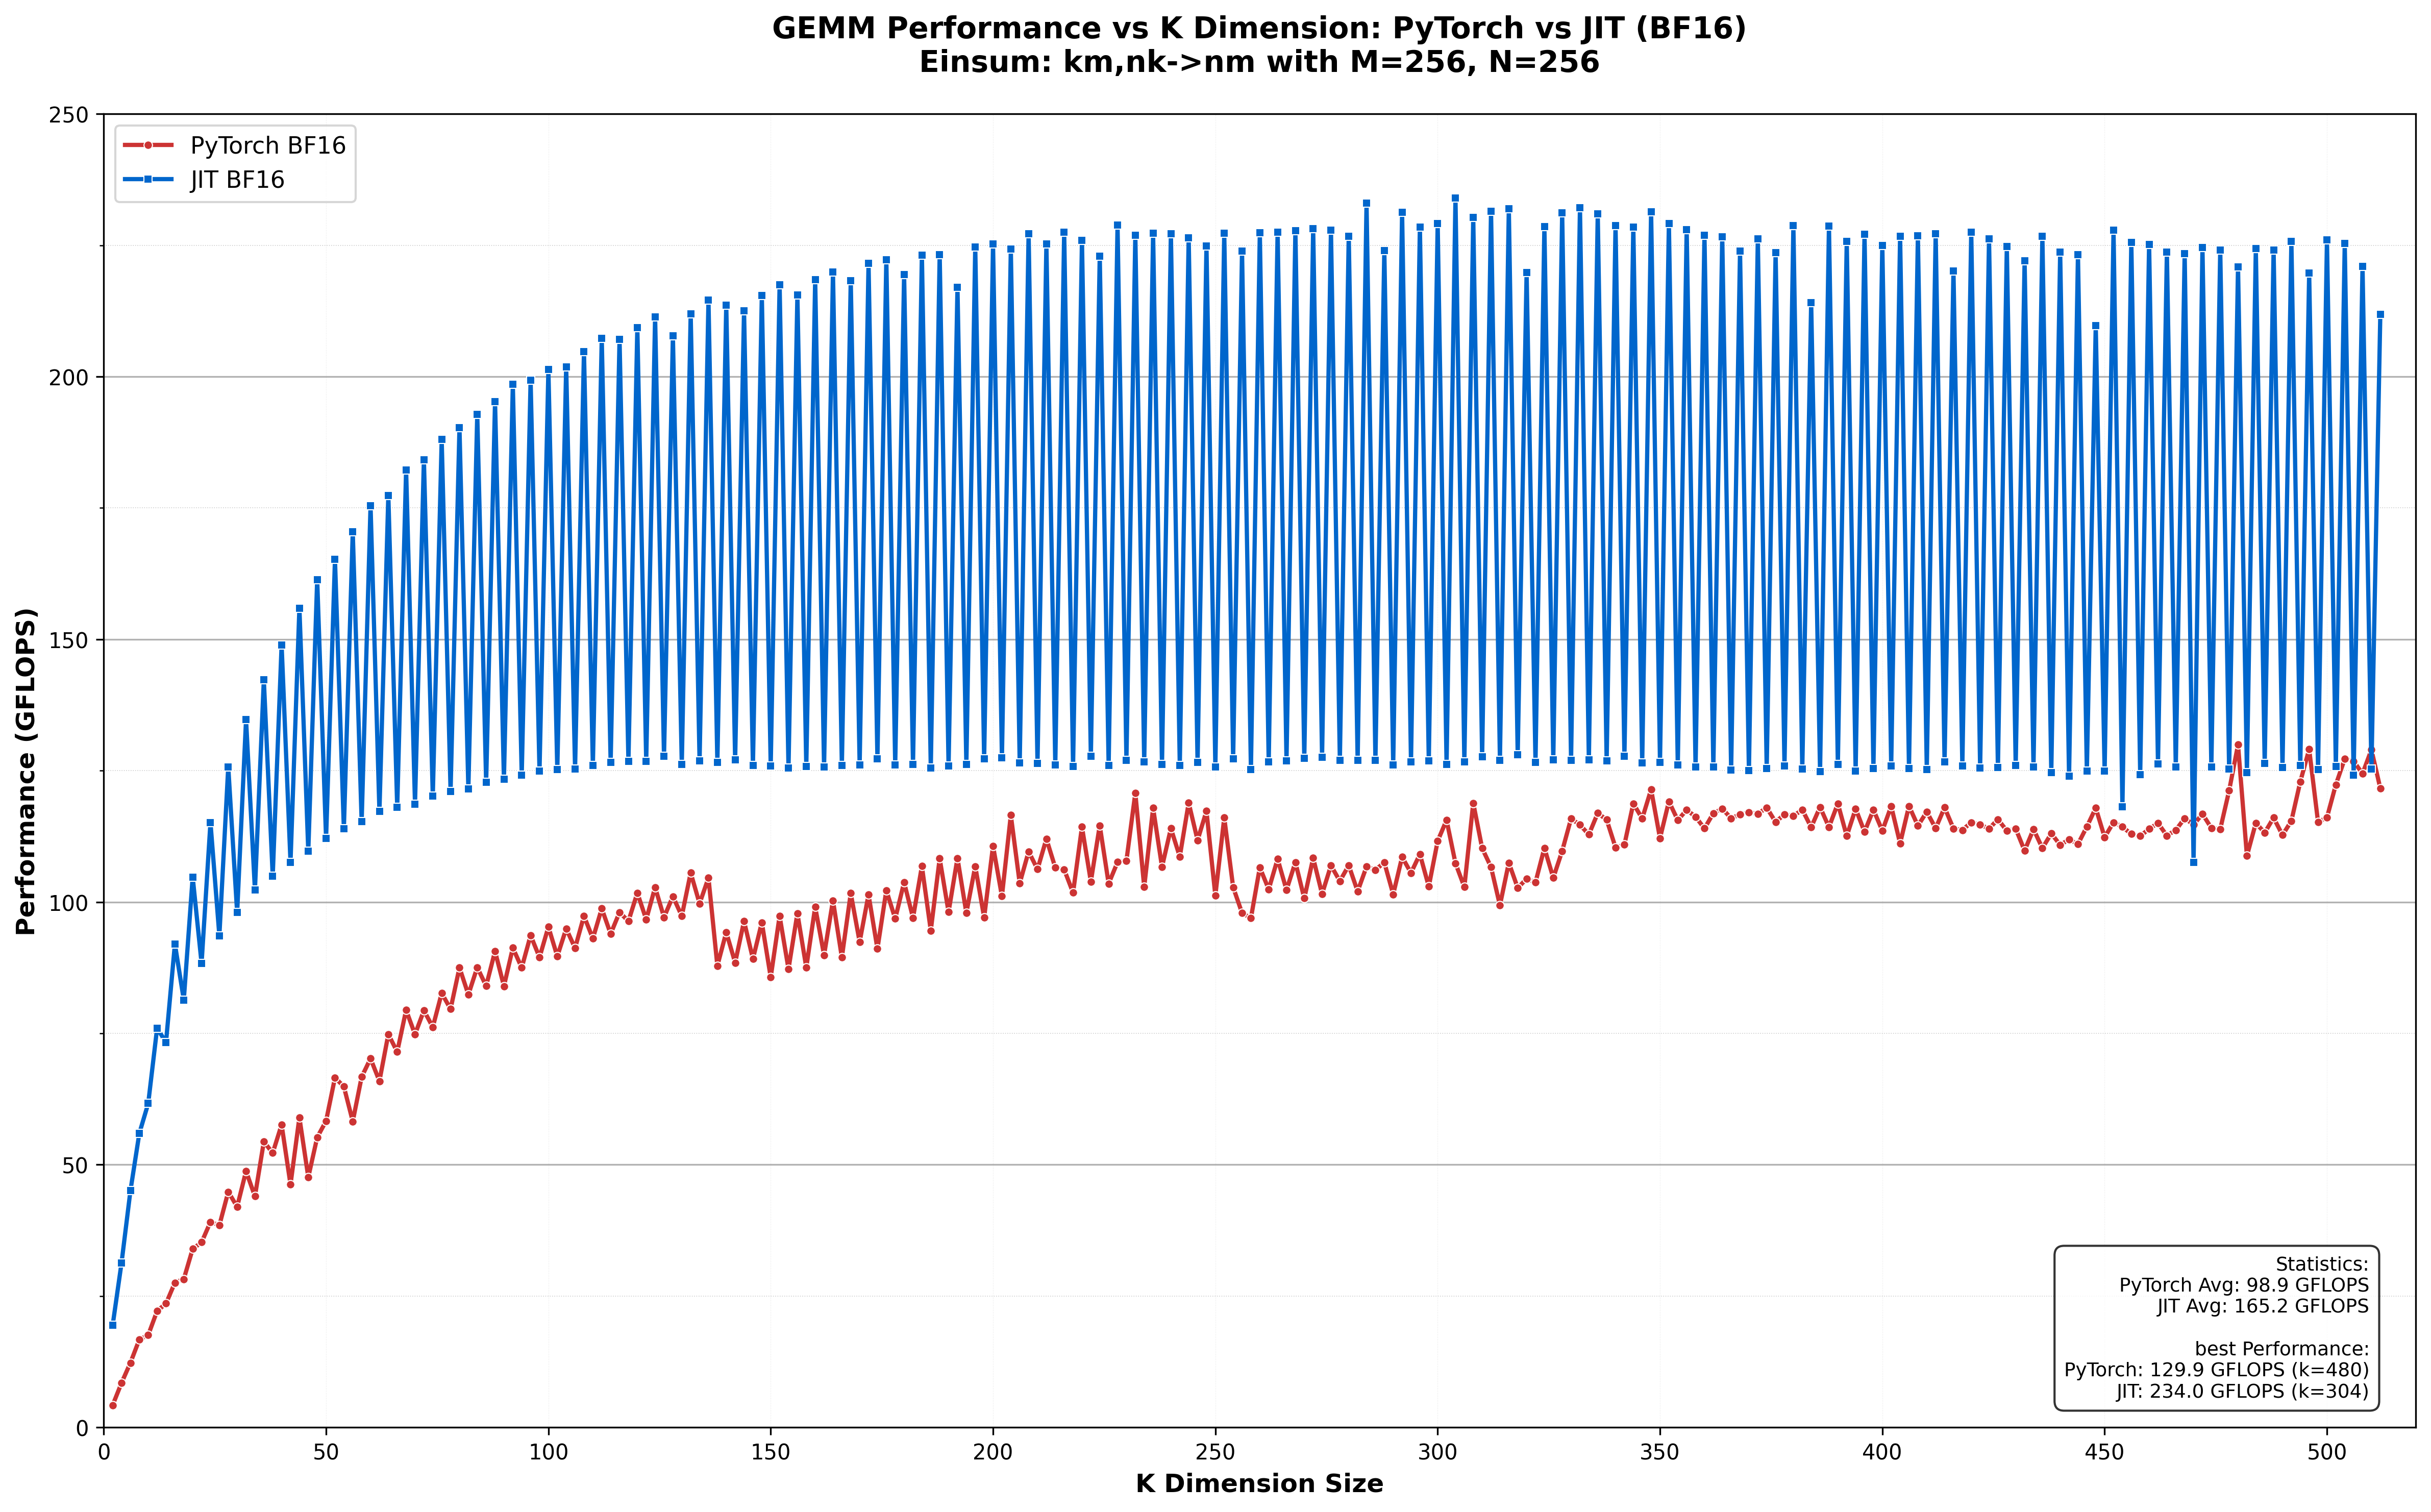 GEMM Performance vs K Dimension: PyTorch vs JIT (BF16)
Einsum: km,nk->nm with M=256, N=256
PyTorch BF16
JIT BF16
Performance (GFLOPS)
250
200
150
100
50
0
0 50 100 150 200 250 300 350 400 450 500
K Dimension Size
Statistics:
PyTorch Avg: 98.9 GFLOPS
JIT Avg: 165.2 GFLOPS
best Performance:
PyTorch: 129.9 GFLOPS (k=480)
JIT: 234.0 GFLOPS (k=304)